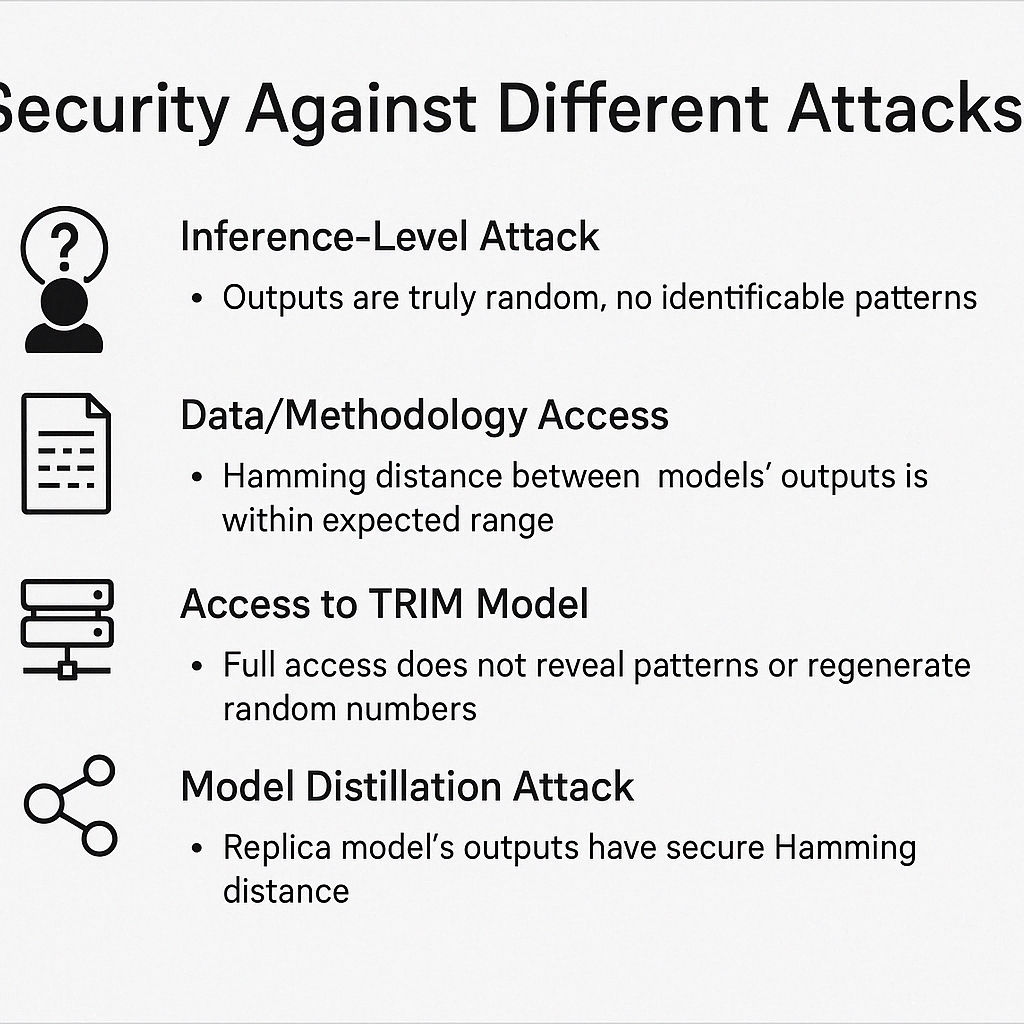 Security Against Different Attacks
Inference-Level Attack
• Outputs are truly random, no identificable patterns
Data/Methodology Access
• Hamming distance between models’ outputs is
within expected range
Access to TRIM Model
• Full access does not reveal patterns or regenerate
random numbers
Model Distillation Attack
• Replica model’s outputs have secure Hamming
distance